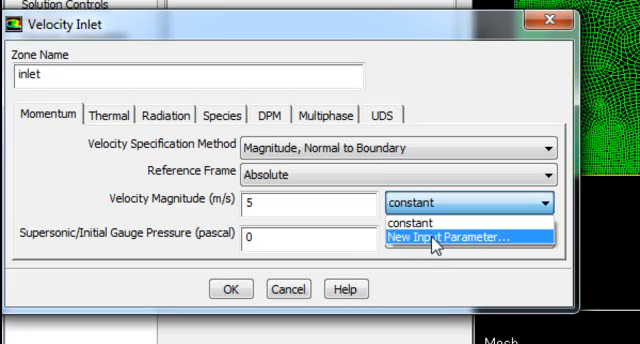 Solution Controls
Velocity Inlet
Zone Name
inlet
Momentum Thermal Radiation Species DPM Multiphase UDS
Velocity Specification Method Magnitude, Normal to Boundary
Reference Frame Absolute
Velocity Magnitude (m/s) 5 constant
constant
Supersonic/Initial Gauge Pressure (pascal) 0 New Input Parameter...
OK Cancel Help
Mesh